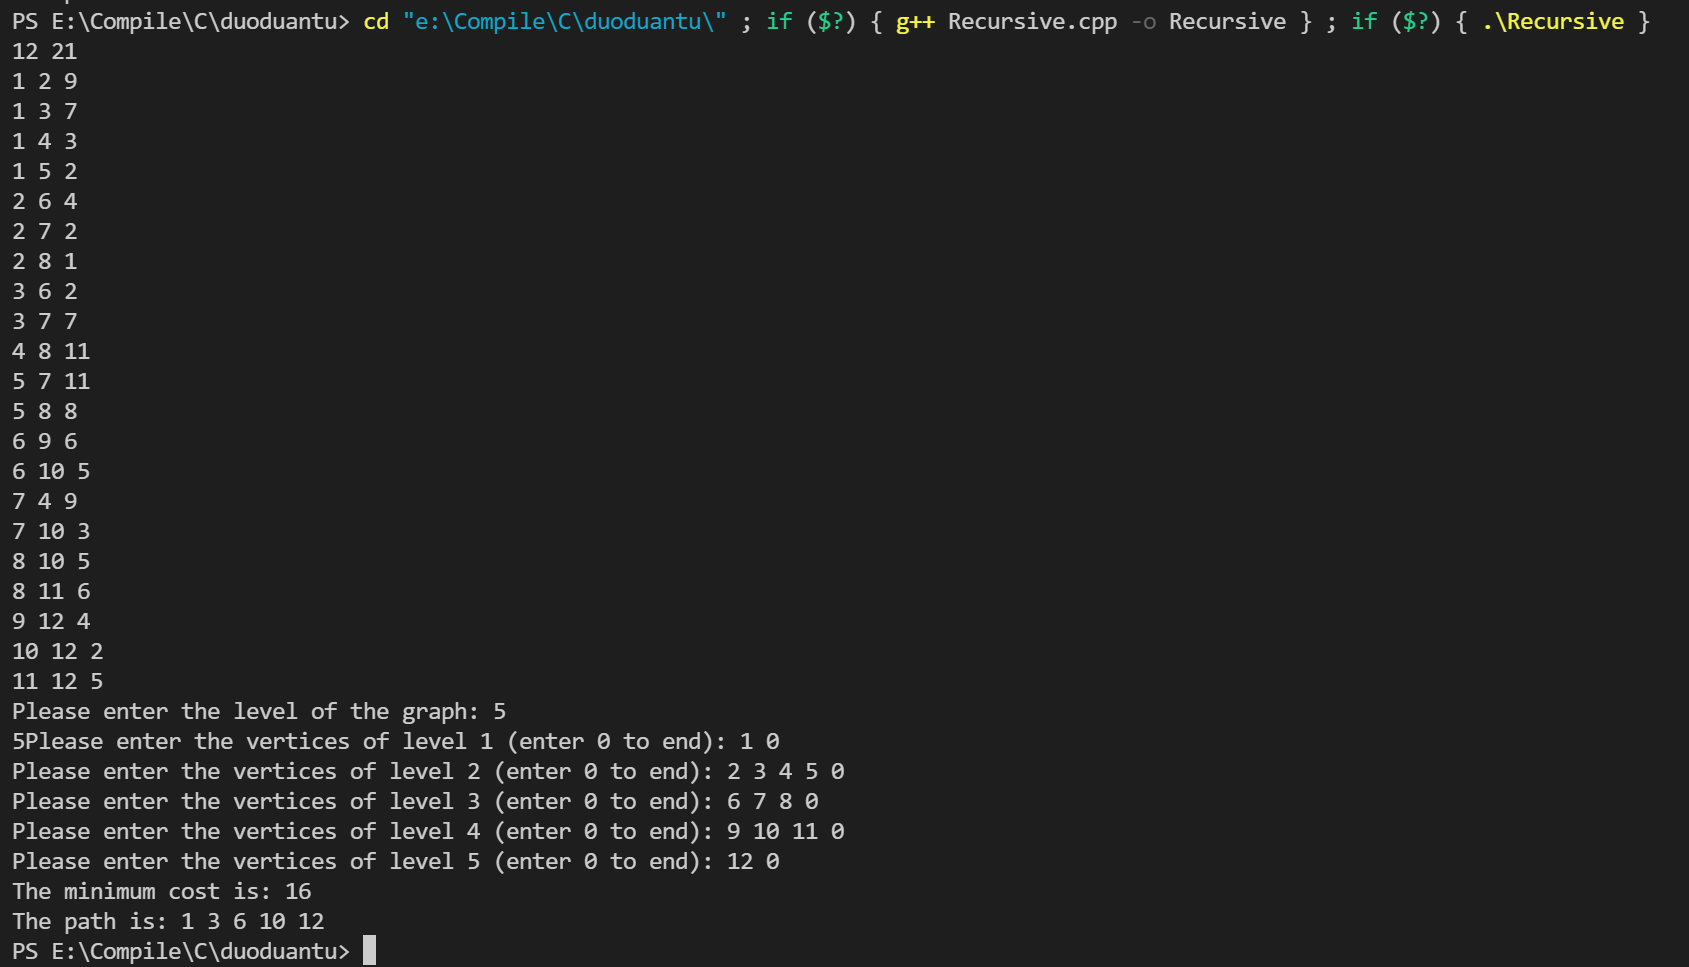 PS E:\Compile\C\duoduantu> cd "e:\Compile\C\duoduantu\" ; if ($?) { g++ Recursive.cpp -o Recursive } ; if ($?) { .\Recursive }
12 21
1 2 9
1 3 7
1 4 3
1 5 2
2 6 4
2 7 2
2 8 1
3 6 2
3 7 7
4 8 11
5 7 11
5 8 8
6 9 6
6 10 5
7 4 9
7 10 3
8 10 5
8 11 6
9 12 4
10 12 2
11 12 5
Please enter the level of the graph: 5
5Please enter the vertices of level 1 (enter 0 to end): 1 0
Please enter the vertices of level 2 (enter 0 to end): 2 3 4 5 0
Please enter the vertices of level 3 (enter 0 to end): 6 7 8 0
Please enter the vertices of level 4 (enter 0 to end): 9 10 11 0
Please enter the vertices of level 5 (enter 0 to end): 12 0
The minimum cost is: 16
The path is: 1 3 6 10 12
PS E:\Compile\C\duoduantu>